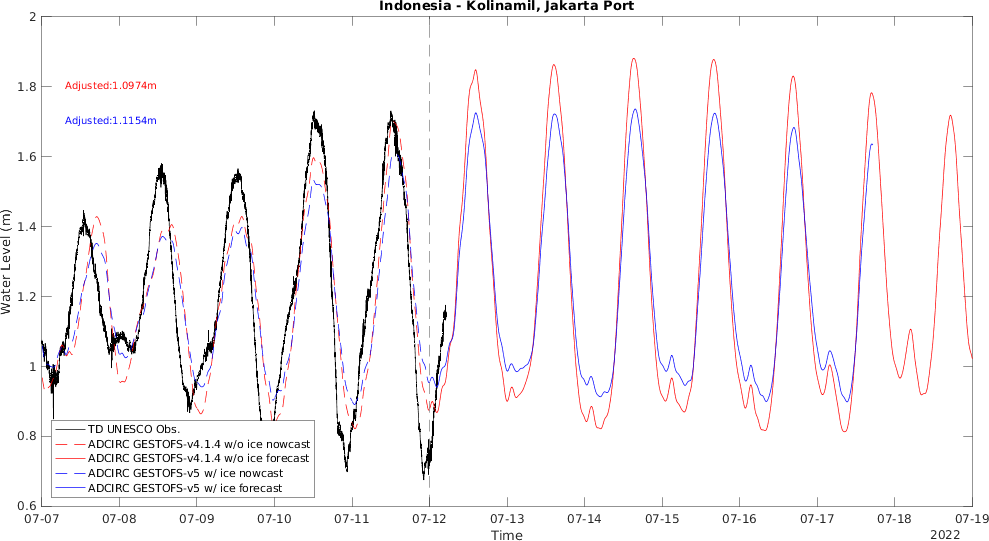 Indonesia - Kolinamil, Jakarta Port
Water Level (m)
2
1.8
1.6
1.4
1.2
1
0.8
0.6
Adjusted:1.0974m
Adjusted:1.1154m
TD UNESCO Obs.
ADCIRC GESTOFS-v4.1.4 w/o ice nowcast
ADCIRC GESTOFS-v4.1.4 w/o ice forecast
ADCIRC GESTOFS-v5 w/ ice nowcast
ADCIRC GESTOFS-v5 w/ ice forecast
07-07 07-08 07-09 07-10 07-11 07-12 07-13 07-14 07-15 07-16 07-17 07-18 07-19
Time
2022